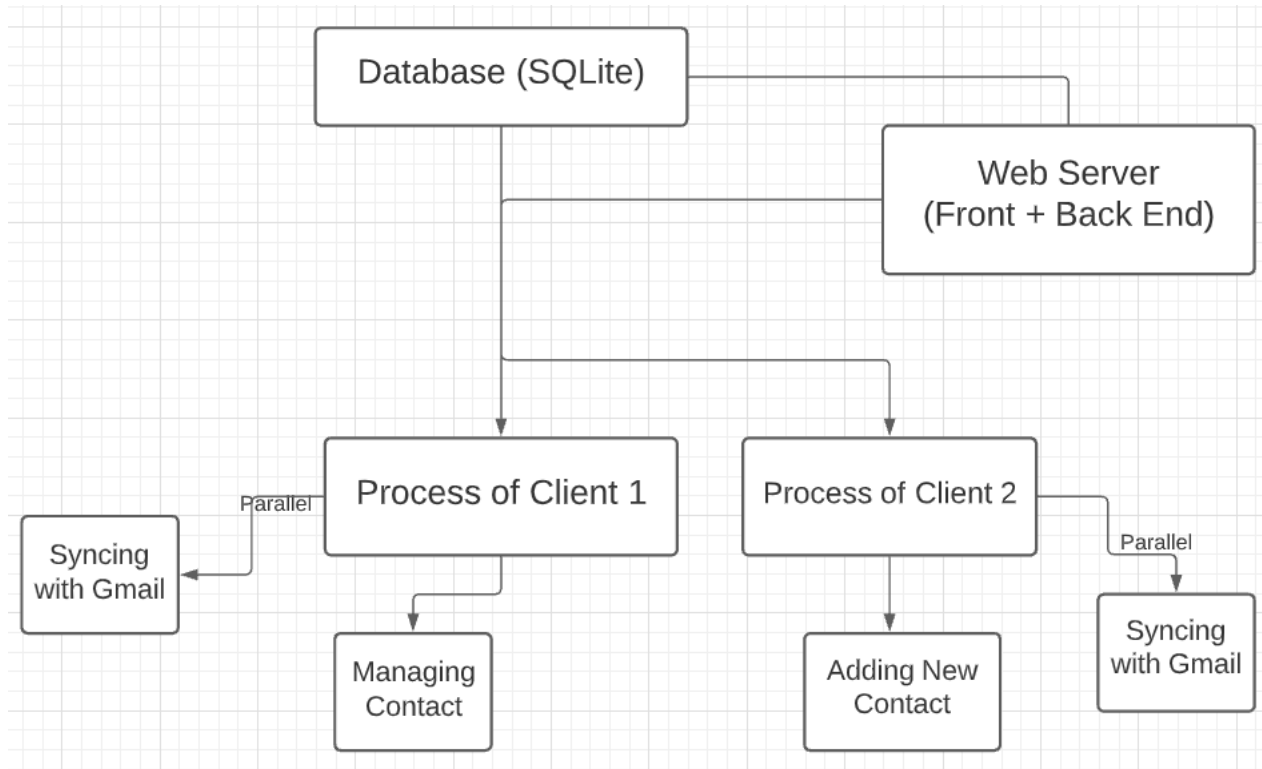 Database (SQLite)
Web Server
(Front + Back End)
Process of Client 1
Process of Client 2
Parallel
Syncing
with Gmail
Managing
Contact
Adding New
Contact
Parallel
Syncing
with Gmail